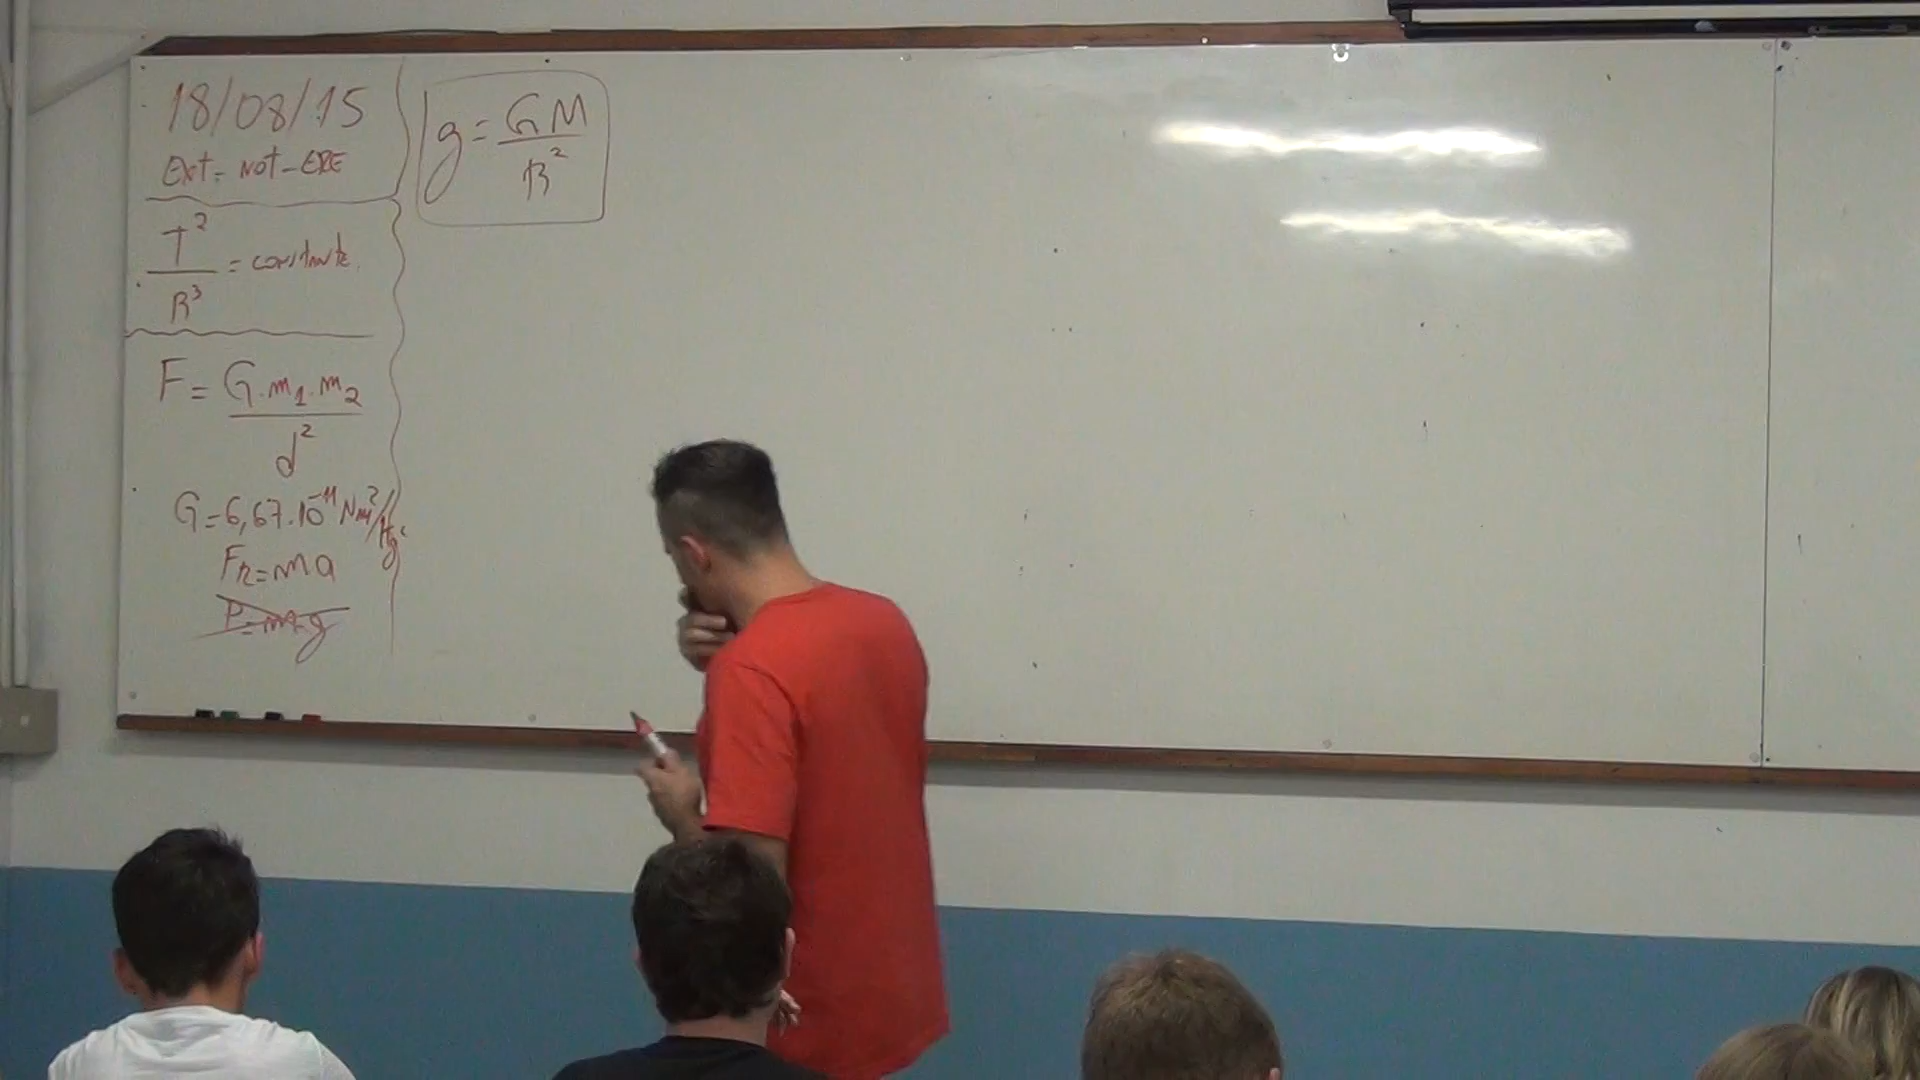 18/08/15
Ext = NOT-ERE
T²
— = constante
R³
F = G.m₁.m₂
d²
G=6,67.10⁻¹¹ Nm²/Kg²
FR=ma
P=m.g
g = GM
R²